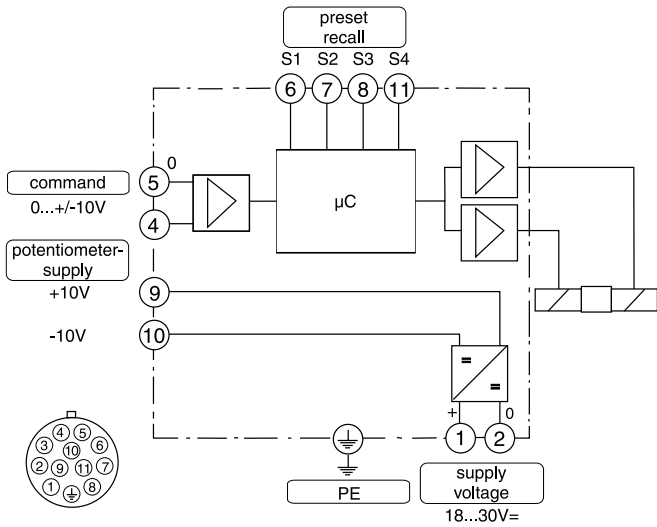 preset
recall
S1 S2 S3 S4
6 7 8 11
0
5
command
0...+/-10V
4
µC
potentiometer-
supply
+10V
9
-10V
10
=
=
+ 0
1 2
PE
supply
voltage
18...30V=
4 5
3 10 6
2 9 11 7
1 8